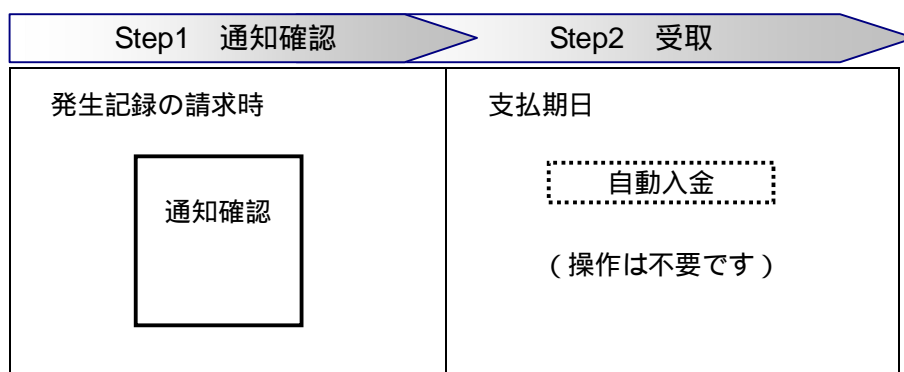 Step1 通知確認
Step2 受取
発生記録の請求時
通知確認
支払期日
自動入金
(操作は不要です)